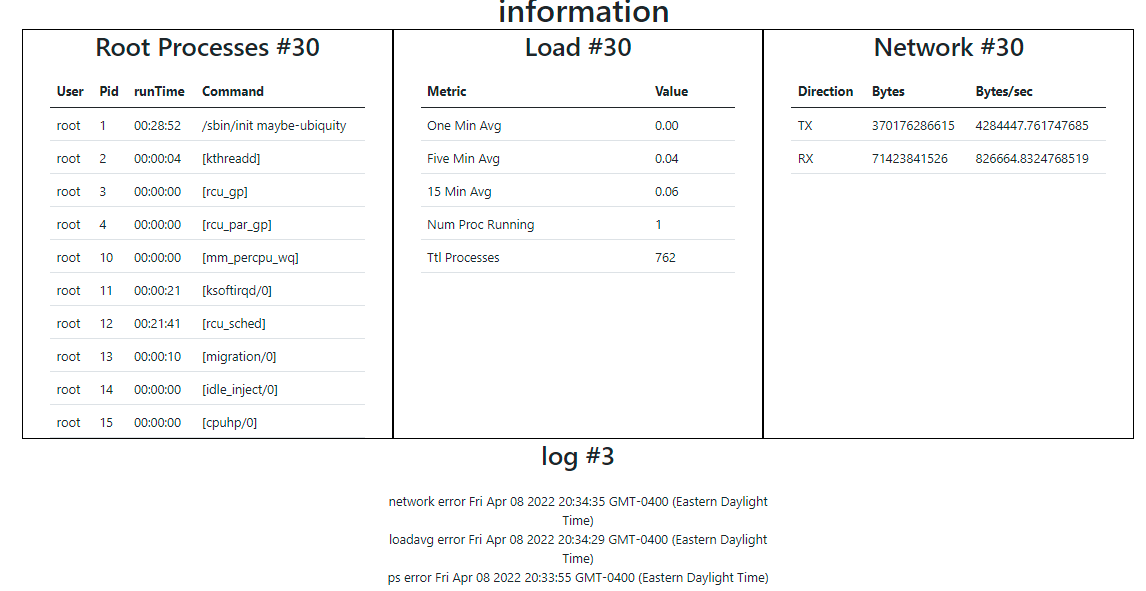 information
Root Processes #30
User Pid runTime Command
root 1 00:28:52 /sbin/init maybe-ubiquity
root 2 00:00:04 [kthreadd]
root 3 00:00:00 [rcu_gp]
root 4 00:00:00 [rcu_par_gp]
root 10 00:00:00 [mm_percpu_wq]
root 11 00:00:21 [ksoftirqd/0]
root 12 00:21:41 [rcu_sched]
root 13 00:00:10 [migration/0]
root 14 00:00:00 [idle_inject/0]
root 15 00:00:00 [cpuhp/0]
Load #30
Metric Value
One Min Avg 0.00
Five Min Avg 0.04
15 Min Avg 0.06
Num Proc Running 1
Ttl Processes 762
Network #30
Direction Bytes Bytes/sec
TX 370176286615 4284447.761747685
RX 71423841526 826664.8324768519
log #3
network error Fri Apr 08 2022 20:34:35 GMT-0400 (Eastern Daylight
Time)
loadavg error Fri Apr 08 2022 20:34:29 GMT-0400 (Eastern Daylight
Time)
ps error Fri Apr 08 2022 20:33:55 GMT-0400 (Eastern Daylight Time)